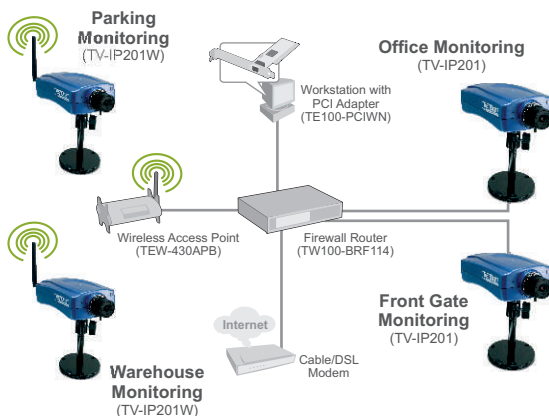 Parking
Monitoring
(TV-IP201W)
Workstation with
PCI Adapter
(TE100-PCIWN)
Office Monitoring
(TV-IP201)
Wireless Access Point
(TEW-430APB)
Firewall Router
(TW100-BRF114)
Internet
Cable/DSL
Modem
Warehouse
Monitoring
(TV-IP201W)
Front Gate
Monitoring
(TV-IP201)